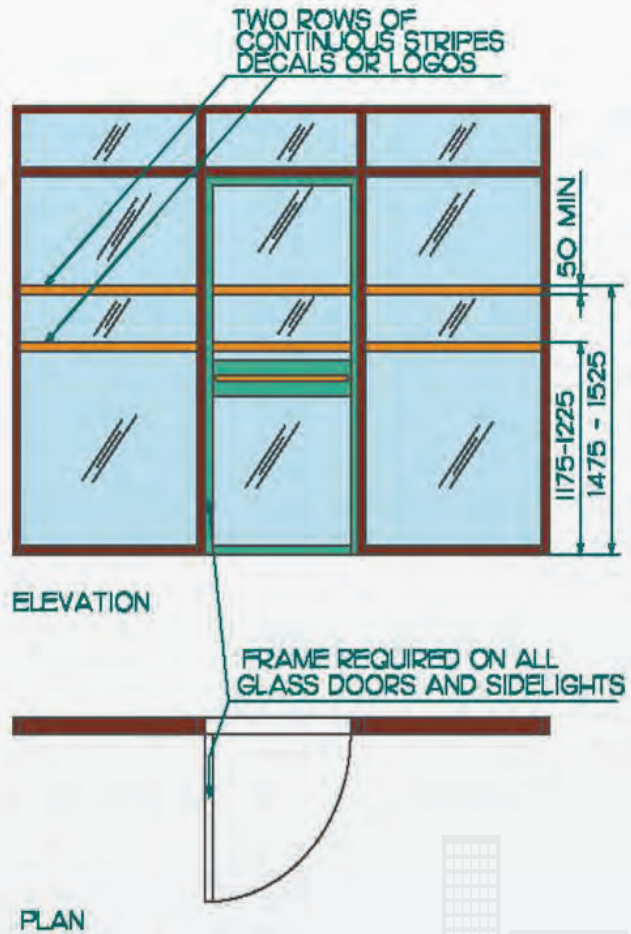 TWO ROWS OF
CONTINUOUS STRIPES
DECALS OR LOGOS
50 MIN
1175-1225
1475 - 1525
ELEVATION
FRAME REQUIRED ON ALL
GLASS DOORS AND SIDELIGHTS
PLAN